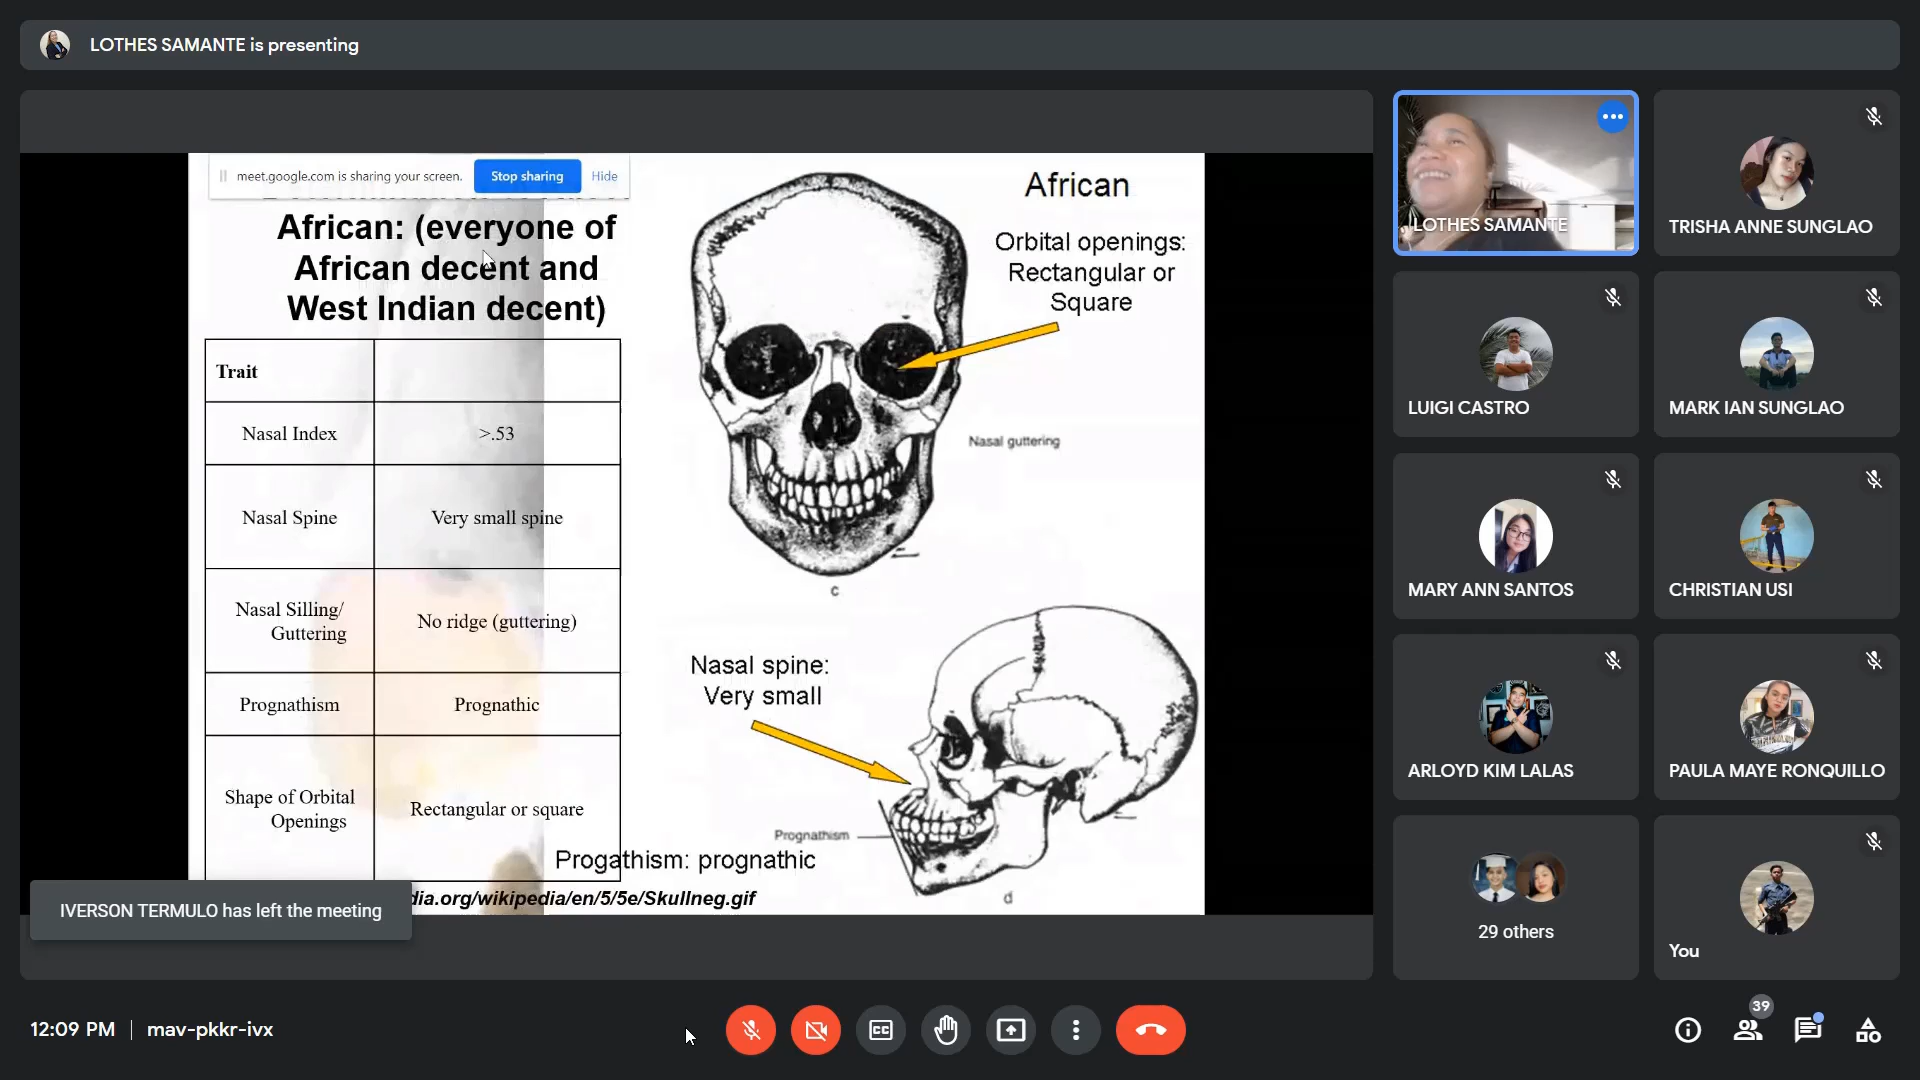 LOTHES SAMANTE is presenting
meet.google.com is sharing your screen.
Stop sharing
Hide
African: (everyone of
African decent and
West Indian decent)
Trait
Nasal Index
>.53
Nasal Spine
Very small spine
Nasal Silling/
Guttering
No ridge (guttering)
Prognathism
Prognathic
Shape of Orbital
Openings
Rectangular or square
African
Orbital openings:
Rectangular or
Square
Nasal guttering
c
Nasal spine:
Very small
Prognathism
Progathism: prognathic
dia.org/wikipedia/en/5/5e/Skullneg.gif
d
IVERSON TERMULO has left the meeting
LOTHES SAMANTE
TRISHA ANNE SUNGLAO
LUIGI CASTRO
MARK IAN SUNGLAO
MARY ANN SANTOS
CHRISTIAN USI
ARLOYD KIM LALAS
PAULA MAYE RONQUILLO
29 others
You
12:09 PM
mav-pkkr-ivx
CC
39